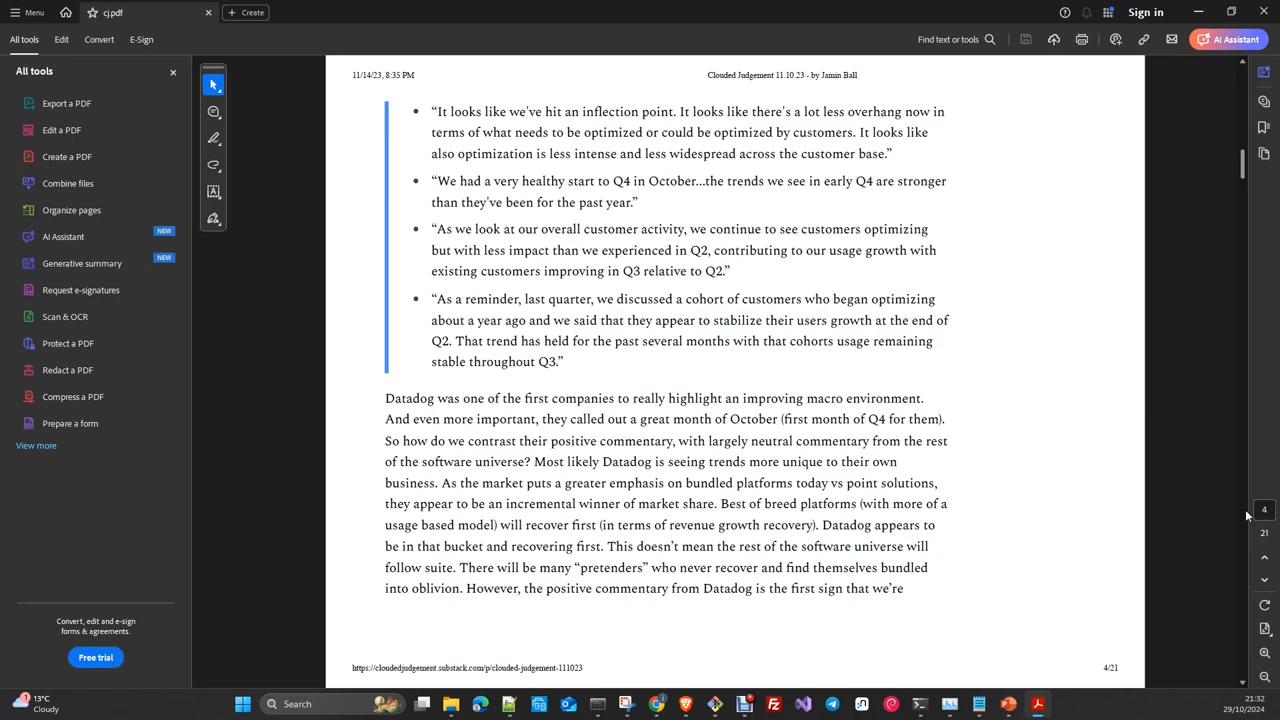 Menu
cj.pdf
Create
Sign in
All tools
Edit
Convert
E-Sign
Find text or tools
AI Assistant
All tools
Export a PDF
Edit a PDF
Create a PDF
Combine files
Organize pages
AI Assistant
NEW
Generative summary
NEW
Request e-signatures
Scan & OCR
Protect a PDF
Redact a PDF
Compress a PDF
Prepare a form
View more
Convert, edit and e-sign
forms & agreements.
Free trial
11/14/23, 8:35 PM
Clouded Judgement 11.10.23 - by Jamin Ball
• “It looks like we've hit an inflection point. It looks like there's a lot less overhang now in
terms of what needs to be optimized or could be optimized by customers. It looks like
also optimization is less intense and less widespread across the customer base.”
• “We had a very healthy start to Q4 in October...the trends we see in early Q4 are stronger
than they've been for the past year.”
• “As we look at our overall customer activity, we continue to see customers optimizing
but with less impact than we experienced in Q2, contributing to our usage growth with
existing customers improving in Q3 relative to Q2.”
• “As a reminder, last quarter, we discussed a cohort of customers who began optimizing
about a year ago and we said that they appear to stabilize their users growth at the end of
Q2. That trend has held for the past several months with that cohorts usage remaining
stable throughout Q3.”
Datadog was one of the first companies to really highlight an improving macro environment.
And even more important, they called out a great month of October (first month of Q4 for them).
So how do we contrast their positive commentary, with largely neutral commentary from the rest
of the software universe? Most likely Datadog is seeing trends more unique to their own
business. As the market puts a greater emphasis on bundled platforms today vs point solutions,
they appear to be an incremental winner of market share. Best of breed platforms (with more of a
usage based model) will recover first (in terms of revenue growth recovery). Datadog appears to
be in that bucket and recovering first. This doesn’t mean the rest of the software universe will
follow suite. There will be many “pretenders” who never recover and find themselves bundled
into oblivion. However, the positive commentary from Datadog is the first sign that we’re
https://cloudedjudgement.substack.com/p/clouded-judgement-111023
4/21
4
21
1
13°C
Cloudy
Search
21:32
29/10/2024